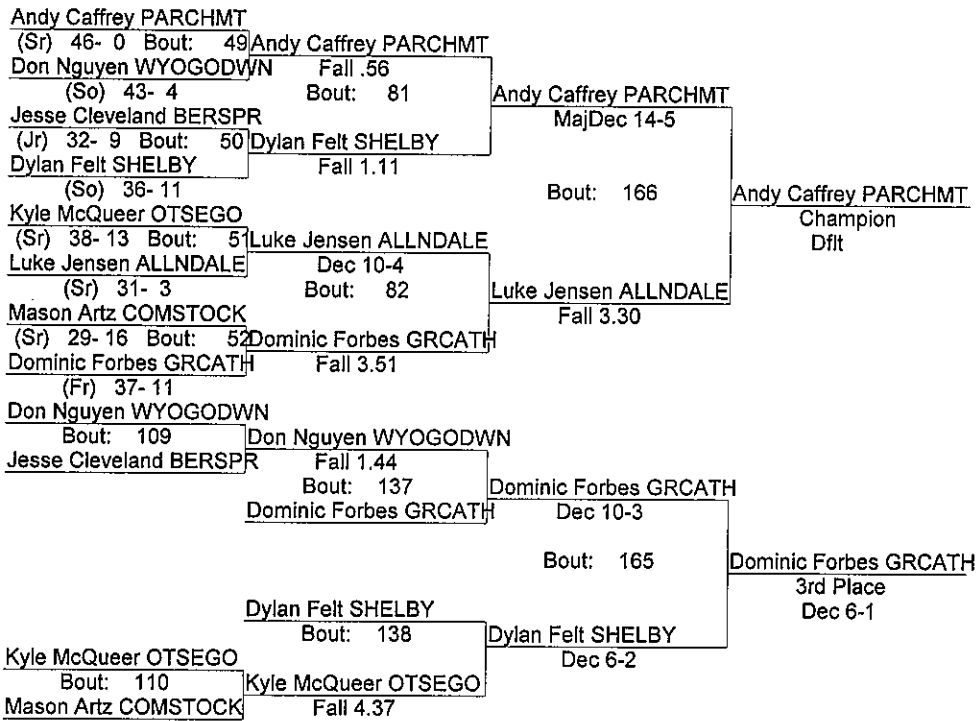 Andy Caffrey PARCHMT
(Sr) 46- 0 Bout: 49
Don Nguyen WYOGODWN
(So) 43- 4
Jesse Cleveland BERSPR
(Jr) 32- 9 Bout: 50
Dylan Felt SHELBY
(So) 36- 11
Kyle McQueer OTSEGO
(Sr) 38- 13 Bout: 51
Luke Jensen ALLNDALE
(Sr) 31- 3
Mason Artz COMSTOCK
(Sr) 29- 16 Bout: 52
Dominic Forbes GRCATH
(Fr) 37- 11
Andy Caffrey PARCHMT
Fall .56
Bout: 81
Dylan Felt SHELBY
Fall 1.11
Luke Jensen ALLNDALE
Dec 10-4
Bout: 82
Dominic Forbes GRCATH
Fall 3.51
Andy Caffrey PARCHMT
MajDec 14-5
Bout: 166
Luke Jensen ALLNDALE
Fall 3.30
Andy Caffrey PARCHMT
Champion
Dflt
Don Nguyen WYOGODWN
Bout: 109
Jesse Cleveland BERSPR
Don Nguyen WYOGODWN
Fall 1.44
Bout: 137
Dominic Forbes GRCATH
Dominic Forbes GRCATH
Dec 10-3
Bout: 165
Dylan Felt SHELBY
Dec 6-2
Dominic Forbes GRCATH
3rd Place
Dec 6-1
Dylan Felt SHELBY
Bout: 138
Kyle McQueer OTSEGO
Fall 4.37
Kyle McQueer OTSEGO
Bout: 110
Mason Artz COMSTOCK